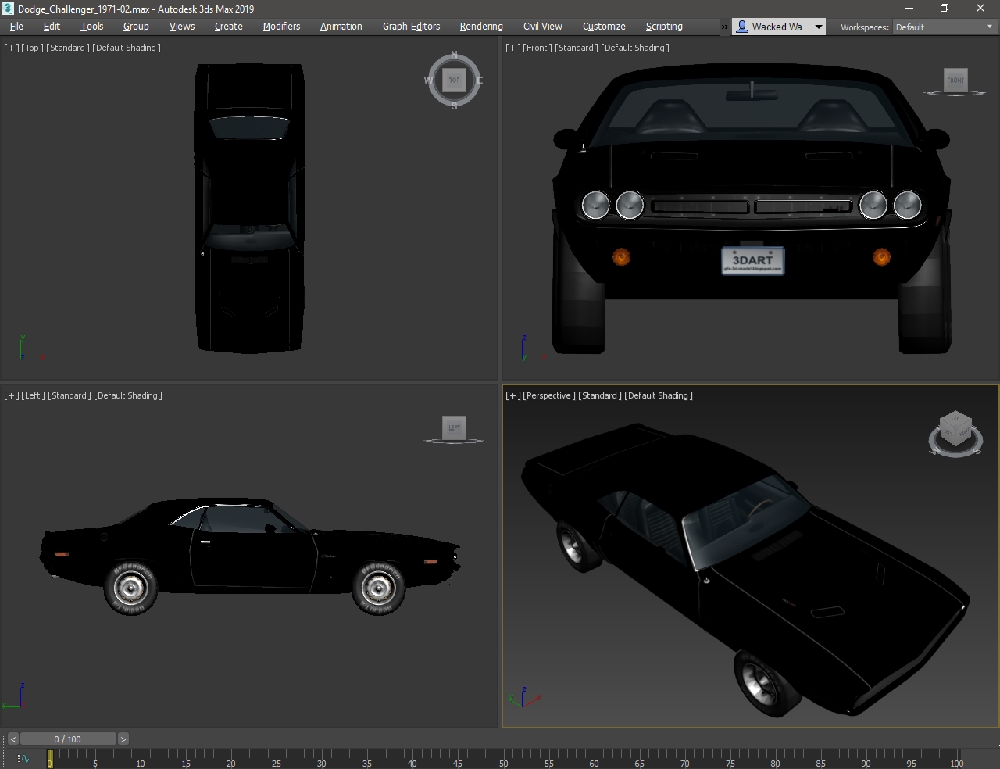 Dodge_Challenger_1971-02.max - Autodesk 3ds Max 2019
File Edit Tools Group Views Create Modifiers Animation Graph Editors Rendering Civil View Customize Scripting » Wacked Wa Workspaces: Default
[+] [Top] [Standard] [Default Shading]
N
W TOP E
S
[+] [Front] [Standard] [Default Shading]
FRONT
3DART
[+] [Left] [Standard] [Default Shading]
LEFT
[+] [Perspective] [Standard] [Default Shading]
< 0 / 100 >
0 5 10 15 20 25 30 35 40 45 50 55 60 65 70 75 80 85 90 95 100